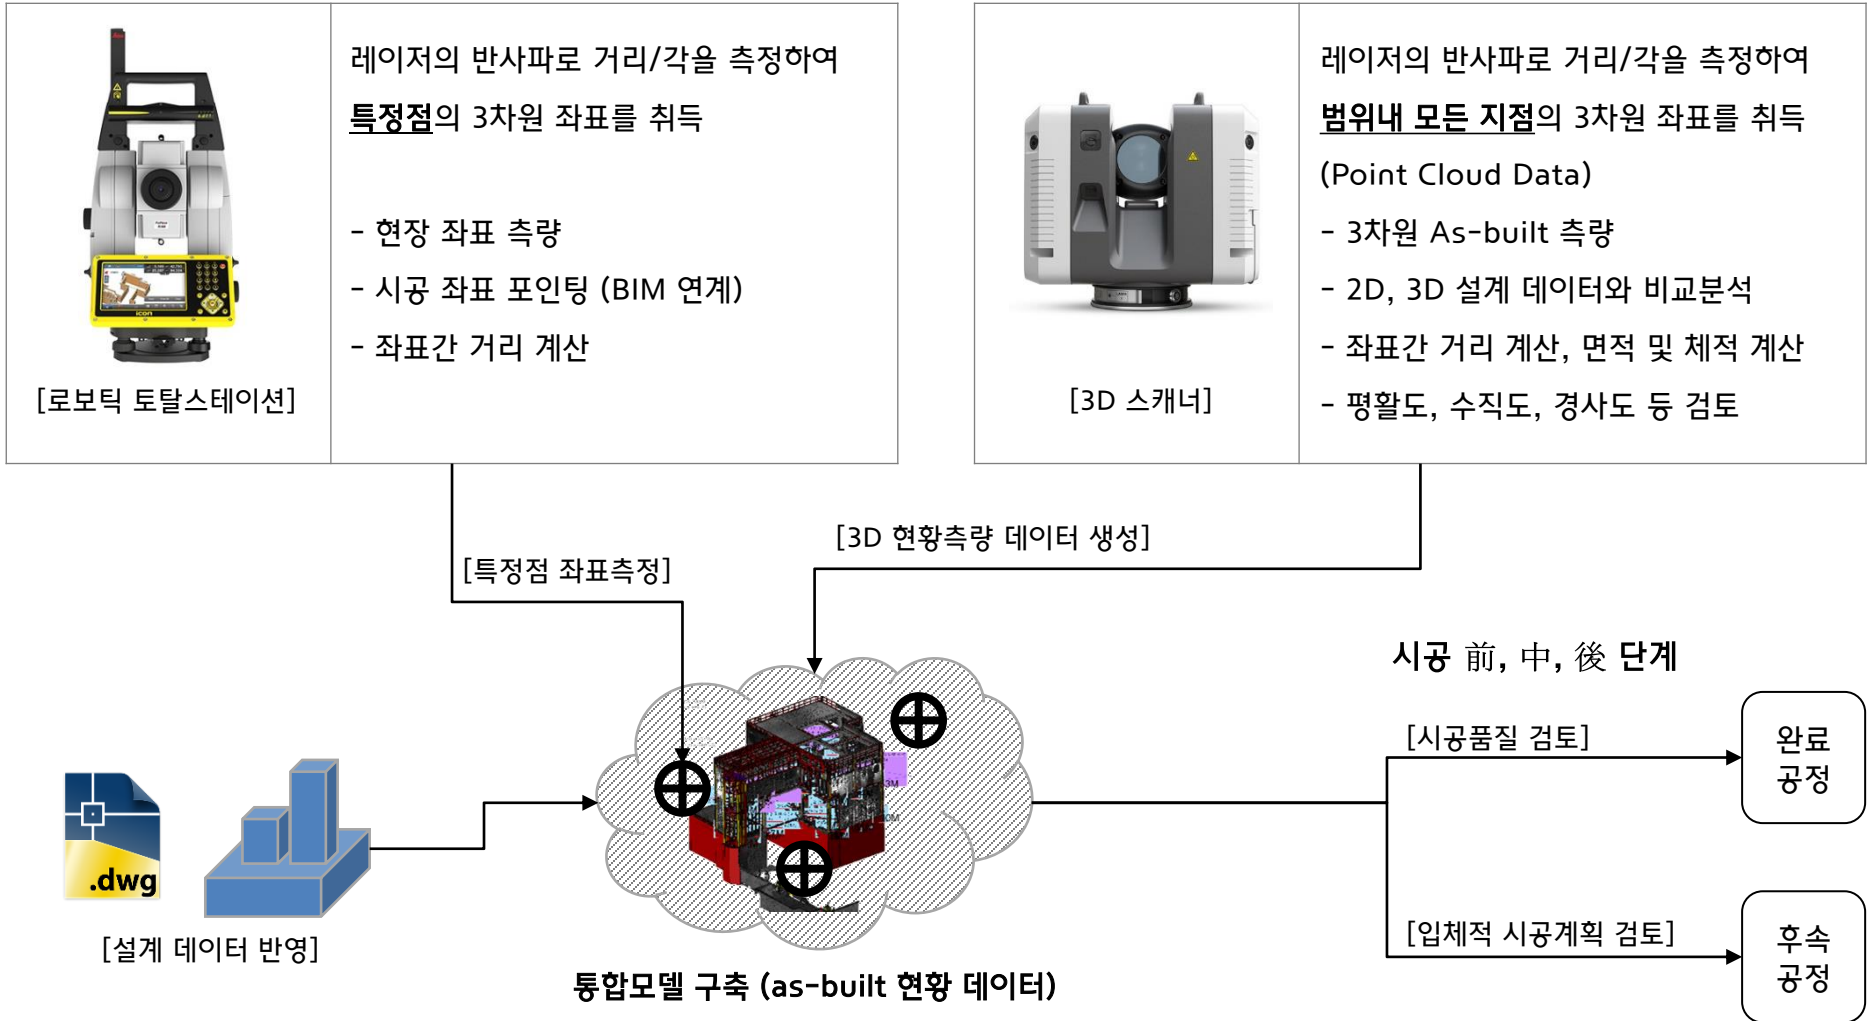 레이저의 반사파로 거리/각을 측정하여
특정점의 3차원 좌표를 취득
- 현장 좌표 측량
- 시공 좌표 포인팅 (BIM 연계)
- 좌표간 거리 계산
icon
[로보틱 토탈스테이션]
레이저의 반사파로 거리/각을 측정하여
범위내 모든 지점의 3차원 좌표를 취득
(Point Cloud Data)
- 3차원 As-built 측량
- 2D, 3D 설계 데이터와 비교분석
- 좌표간 거리 계산, 면적 및 체적 계산
- 평활도, 수직도, 경사도 등 검토
[3D 스캐너]
[3D 현황측량 데이터 생성]
[특정점 좌표측정]
시공 前, 中, 後 단계
[시공품질 검토]
완료
공정
.dwg
[설계 데이터 반영]
[입체적 시공계획 검토]
후속
공정
통합모델 구축 (as-built 현황 데이터)